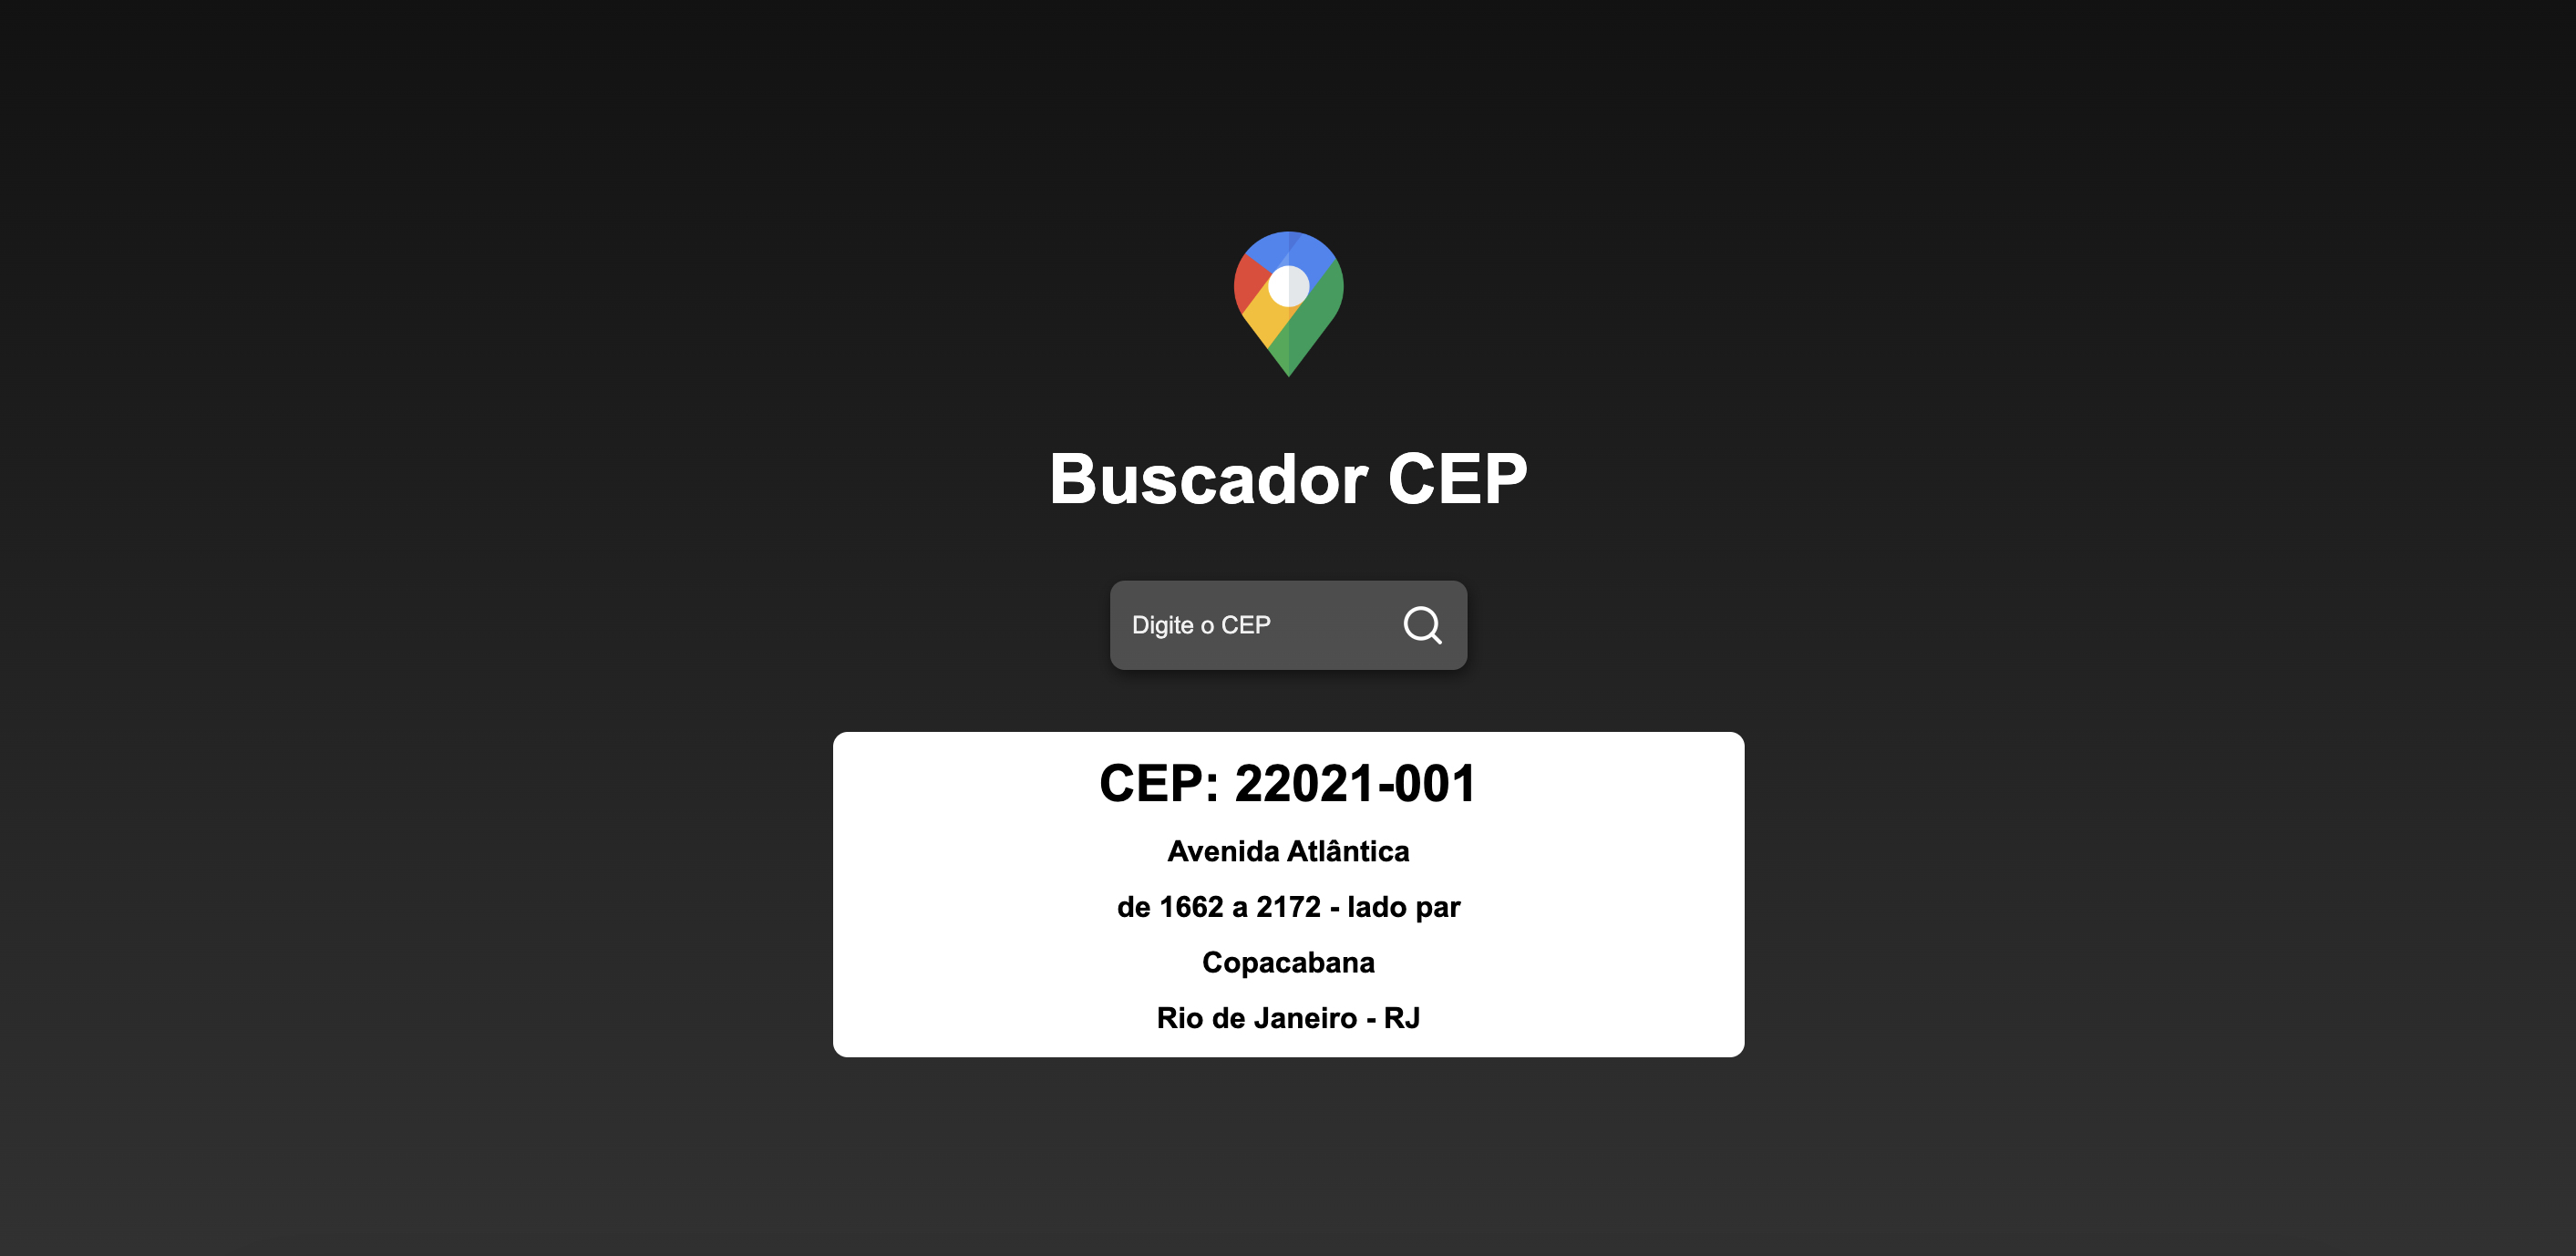 Buscador CEP
Digite o CEP
CEP: 22021-001
Avenida Atlântica
de 1662 a 2172 - lado par
Copacabana
Rio de Janeiro - RJ